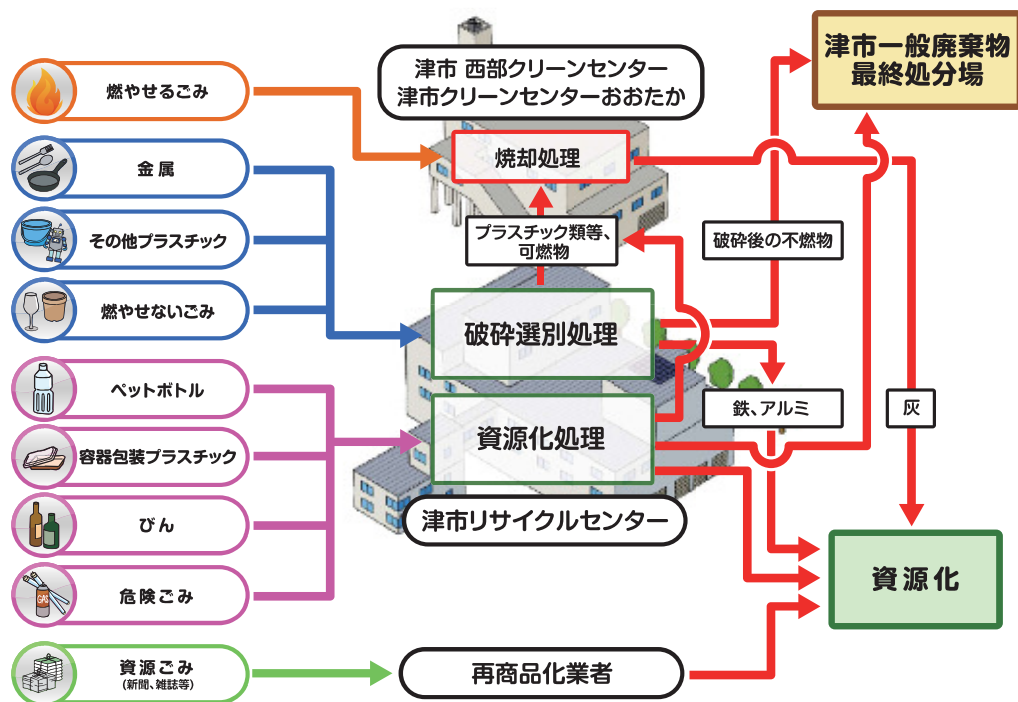 燃やせるごみ
金属
その他プラスチック
燃やせないごみ
ペットボトル
容器包装プラスチック
びん
危険ごみ
GAS
資源ごみ
(新聞、雑誌等)
津市 西部クリーンセンター
津市クリーンセンターおおたか
焼却処理
プラスチック類等、
可燃物
破砕選別処理
資源化処理
津市リサイクルセンター
再商品化業者
津市一般廃棄物
最終処分場
破砕後の不燃物
鉄、アルミ
灰
資源化